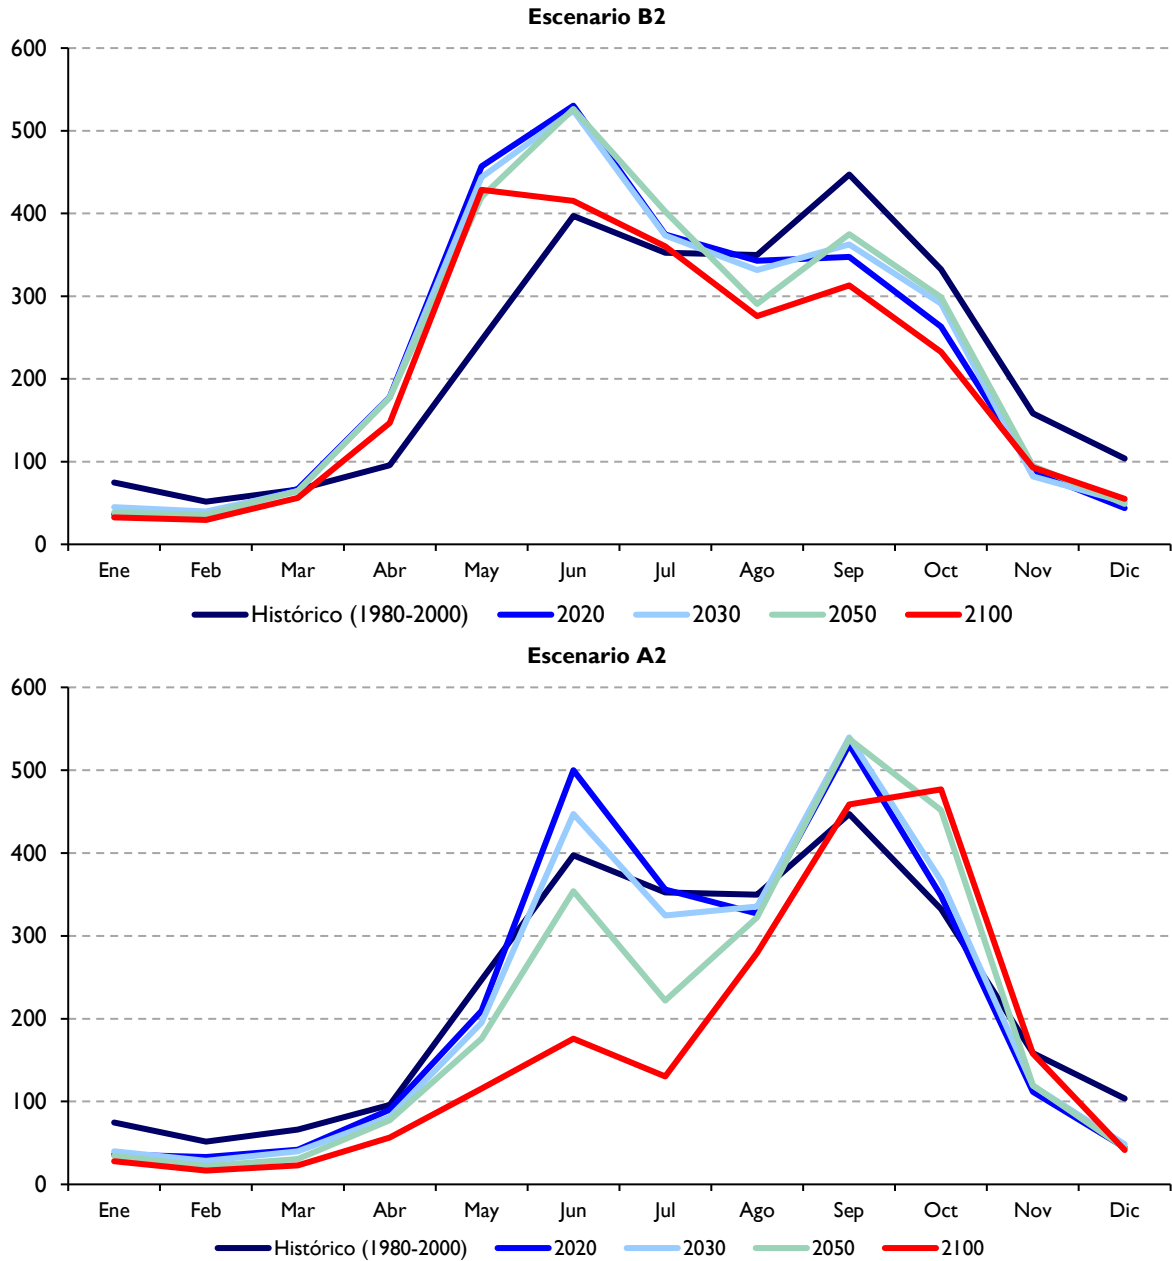 Escenario B2
600
500
400
300
200
100
0
Ene Feb Mar Abr May Jun Jul Ago Sep Oct Nov Dic
Histórico (1980-2000) 2020 2030 2050 2100
Escenario A2
600
500
400
300
200
100
0
Ene Feb Mar Abr May Jun Jul Ago Sep Oct Nov Dic
Histórico (1980-2000) 2020 2030 2050 2100